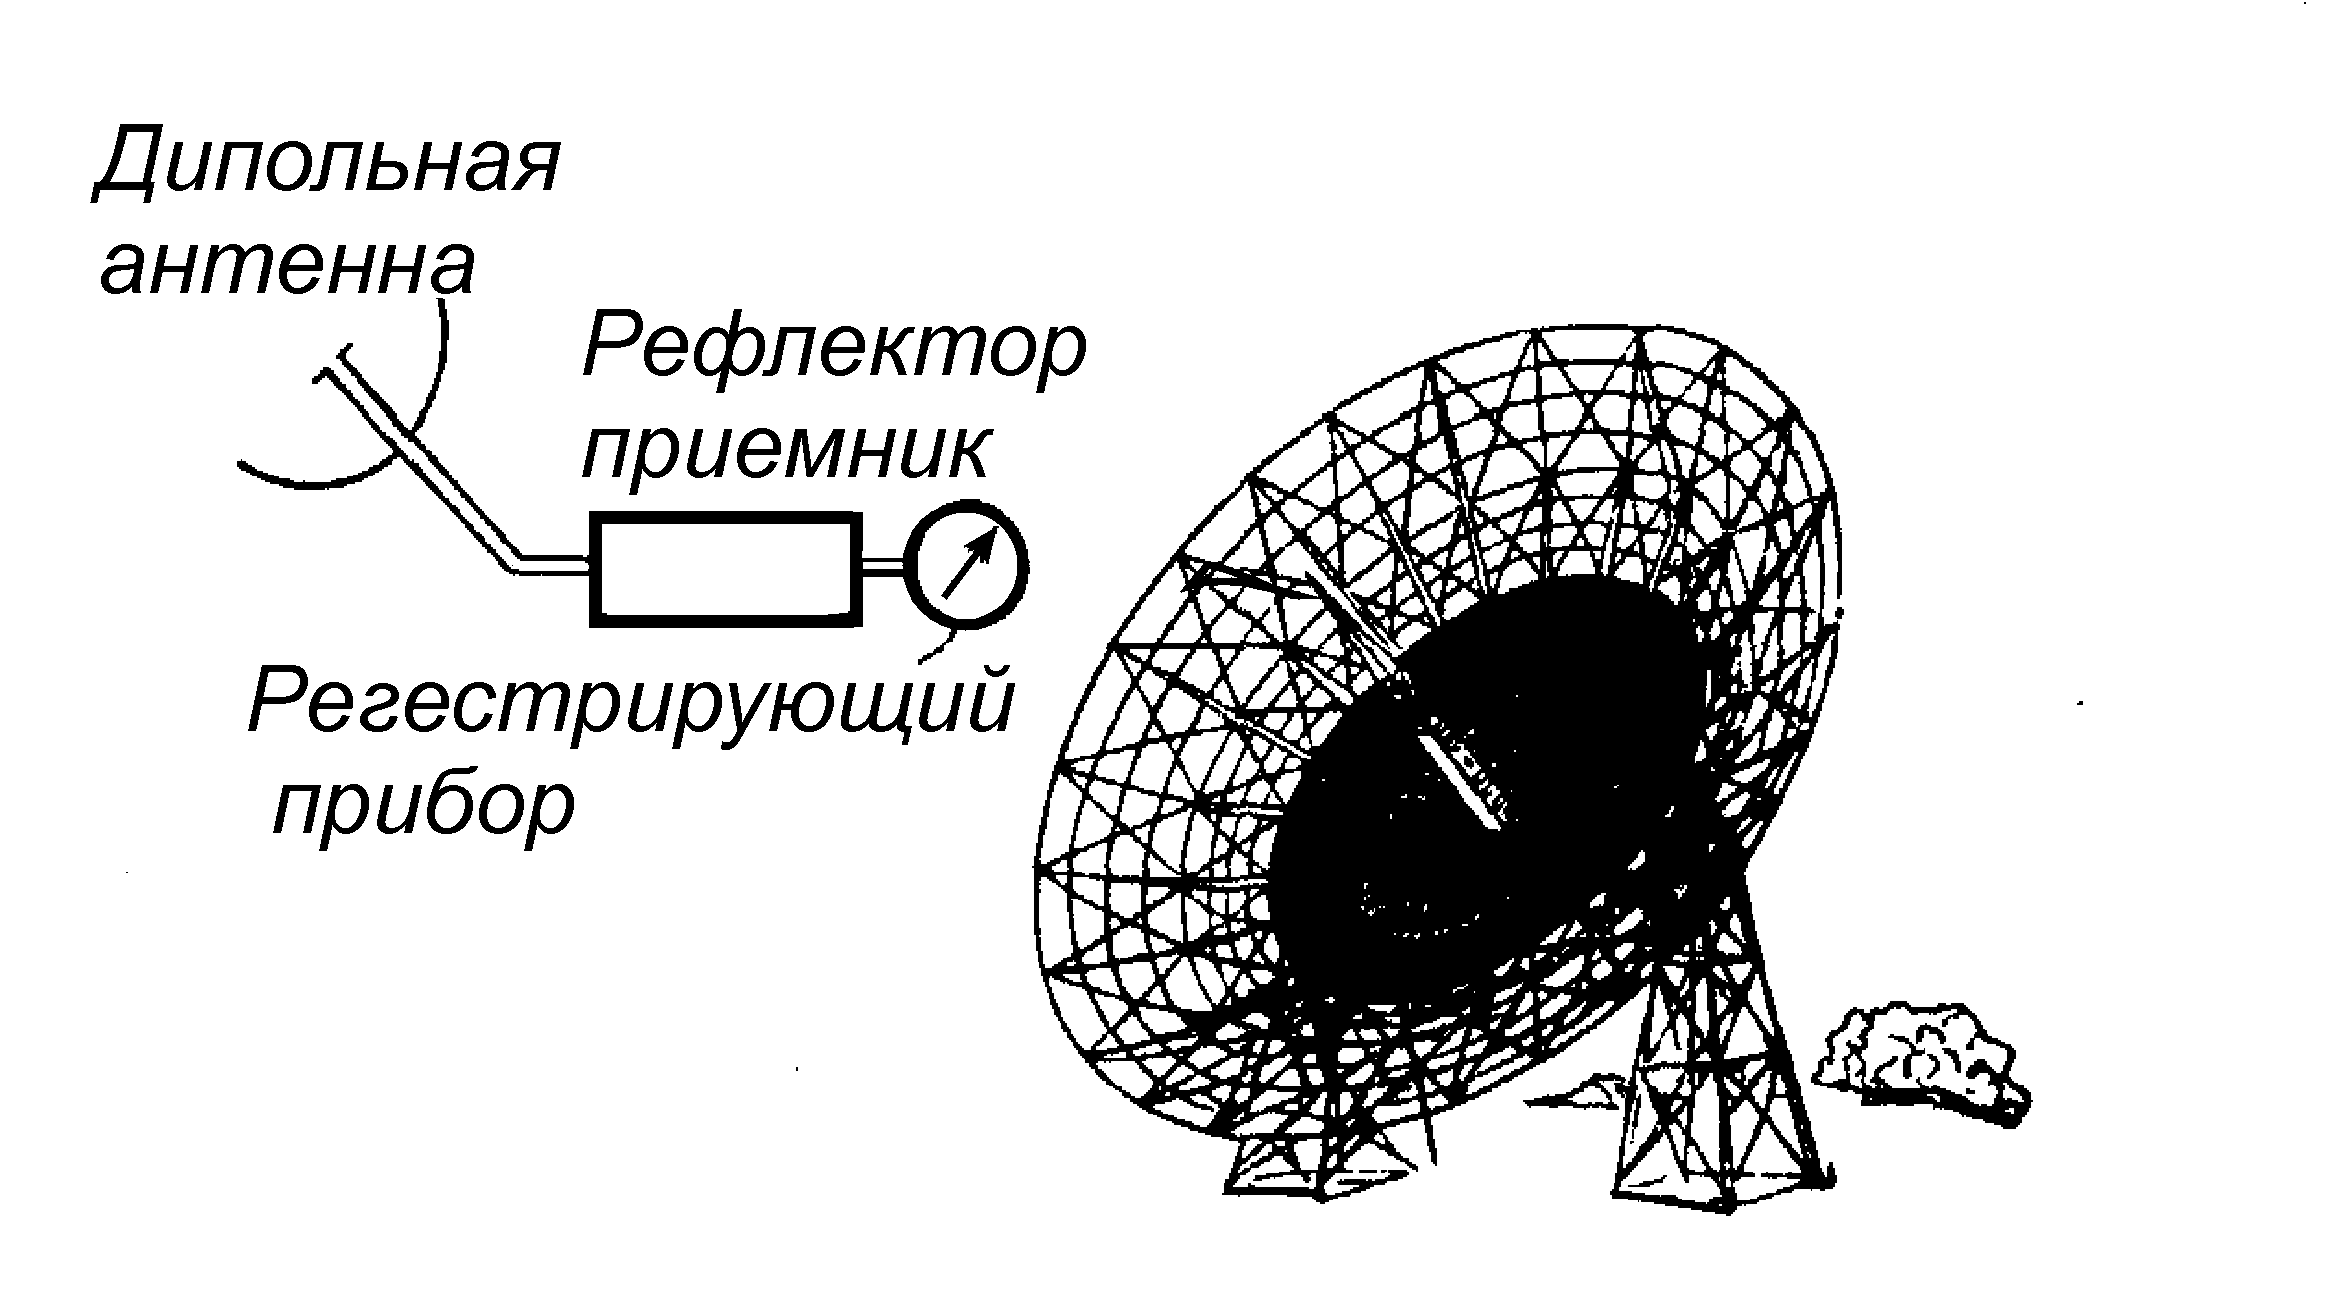 Дипольная
антенна
Рефлектор
приемник
Регестрирующий
прибор